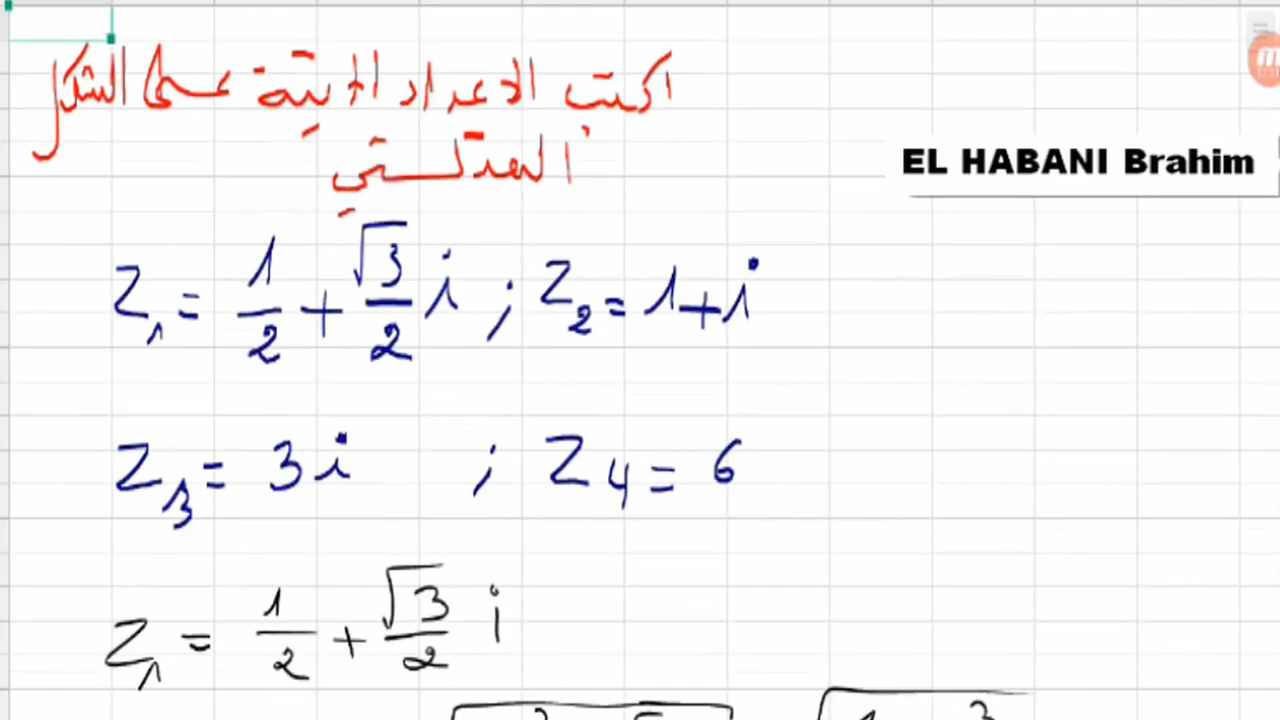 اكتب الاعداد الاتية على الشكل
المثلثي
EL HABANI Brahim
Z₁ = 1/2 + √3/2 i ; Z₂ = 1+i
Z₃ = 3i ; Z₄ = 6
Z₁ = 1/2 + √3/2 i